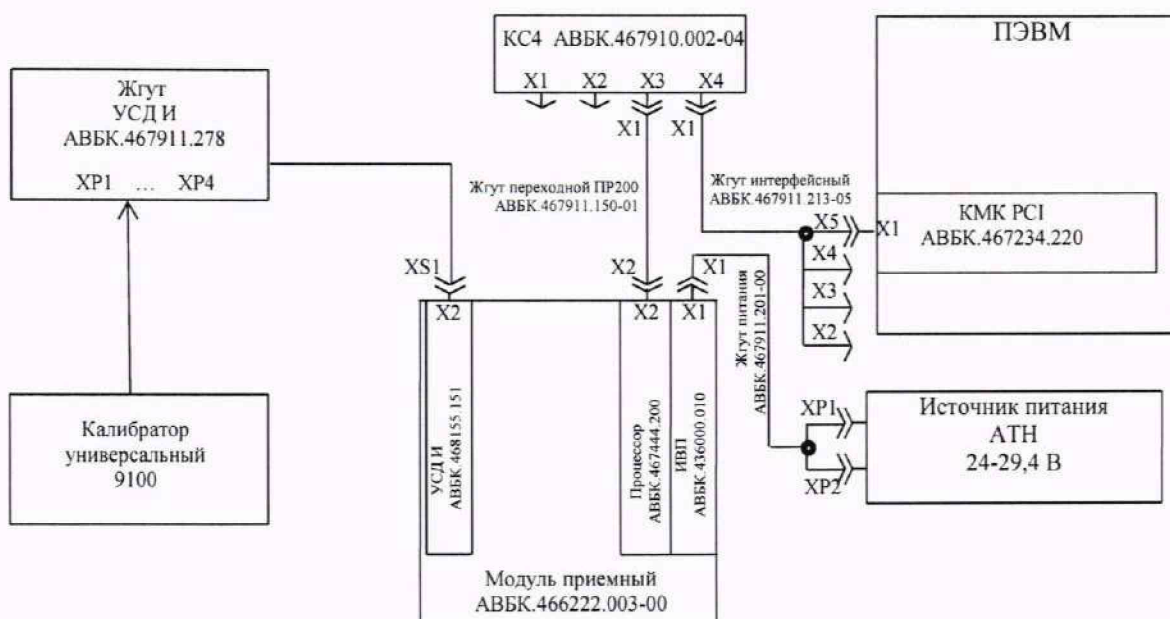 КС4 АВБК.467910.002-04
X1 X2 X3 X4
X1 X1
ПЭВМ
Жгут
УСД И
АВБК.467911.278
XP1 ... XP4
Жгут переходной ПР200
АВБК.467911.150-01
Жгут интерфейсный
АВБК.467911.213-05
КМК PCI
АВБК.467234.220
X1
X5
X4
X3
X2
XS1
X2
X2
X2
X1
X1
Жгут питания
АВБК.467911.201-00
Калибратор
универсальный
9100
УСД И
АВБК.468155.151
Процессор
АВБК.467444.200
ИВП
АВБК.436000.010
Модуль приемный
АВБК.466222.003-00
XP1
XP2
Источник питания
АТН
24-29,4 В